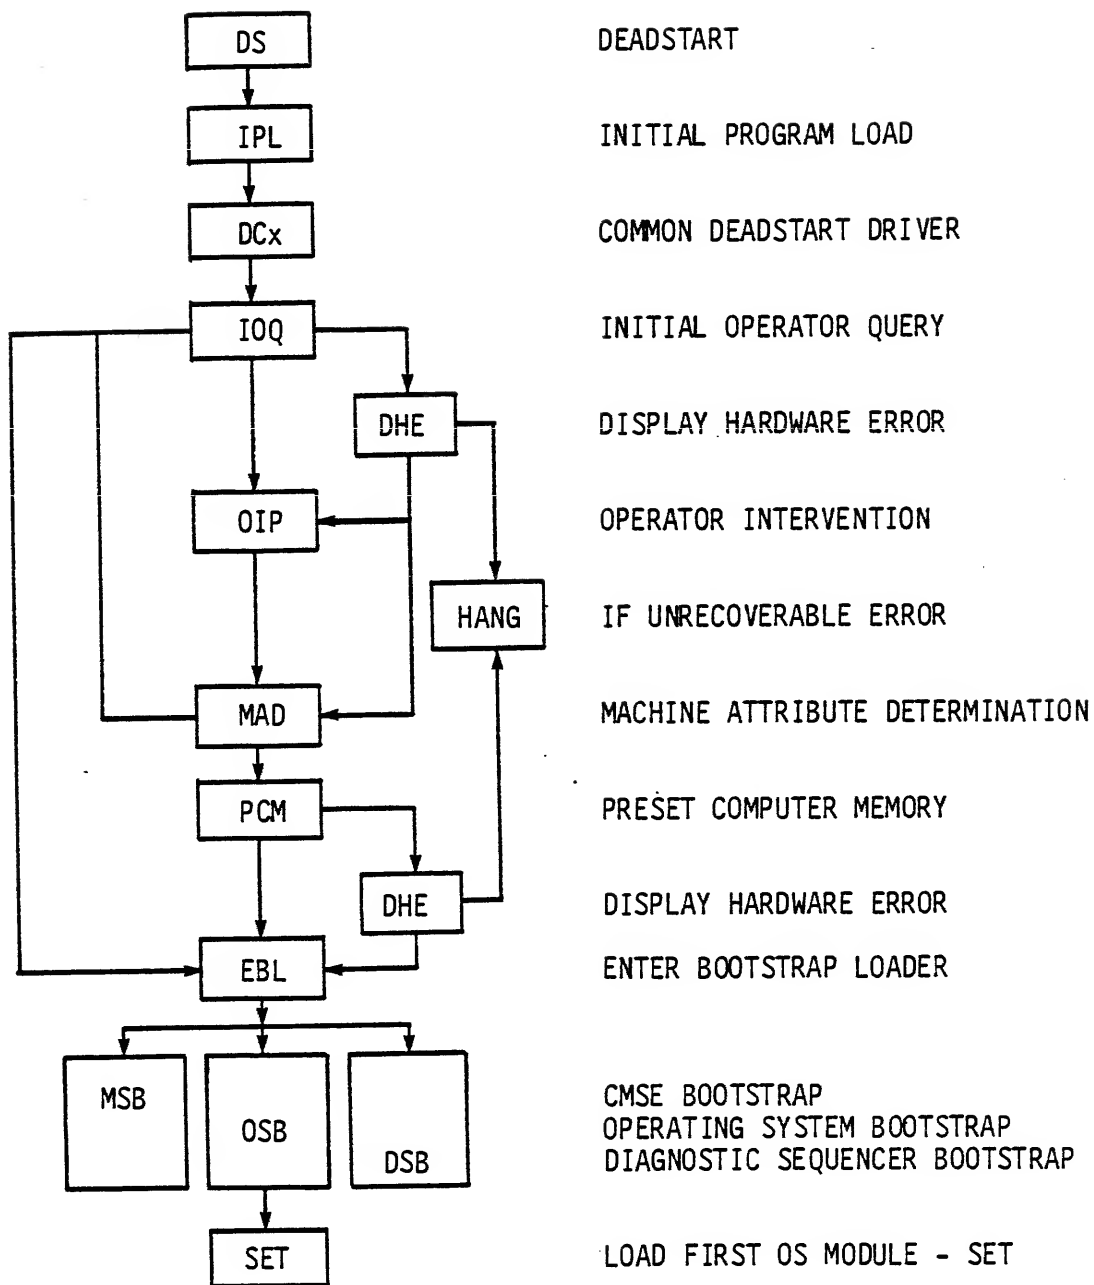 DS DEADSTART
IPL INITIAL PROGRAM LOAD
DCx COMMON DEADSTART DRIVER
IOQ INITIAL OPERATOR QUERY
DHE DISPLAY HARDWARE ERROR
OIP OPERATOR INTERVENTION
HANG IF UNRECOVERABLE ERROR
MAD MACHINE ATTRIBUTE DETERMINATION
PCM PRESET COMPUTER MEMORY
DHE DISPLAY HARDWARE ERROR
EBL ENTER BOOTSTRAP LOADER
MSB CMSE BOOTSTRAP
OSB OPERATING SYSTEM BOOTSTRAP
DSB DIAGNOSTIC SEQUENCER BOOTSTRAP
SET LOAD FIRST OS MODULE - SET